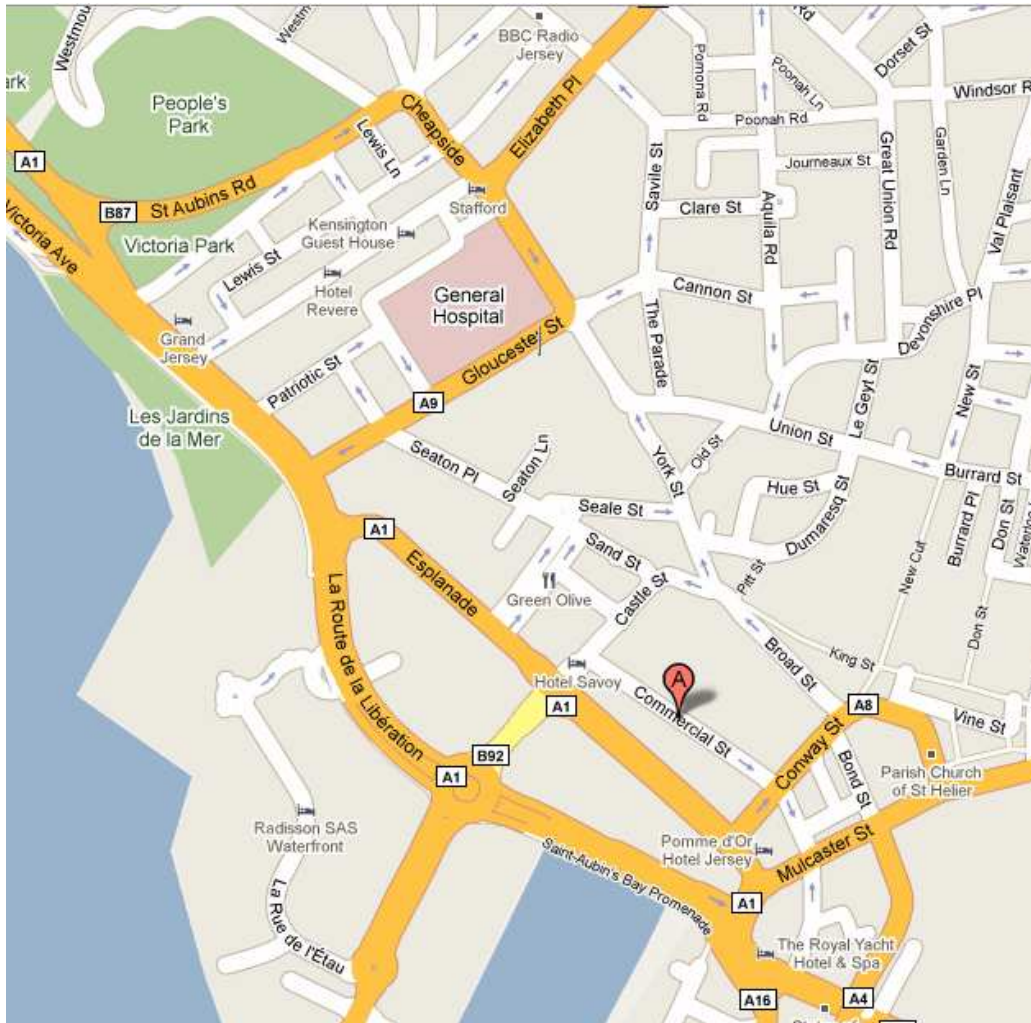 Westmou
Westmou
BBC Radio
Jersey
Pomona Rd
Poonah Ln
Dorset St
Windsor R
ark
People's
Park
Cheapside
Elizabeth Pl
Poonah Rd
Great Union Rd
Garden Ln
A1
Lewis Ln
Savile St
Journeaux St
Val Plaisant
B87
St Aubins Rd
Stafford
Clare St
Aquila Rd
Victoria Ave
Victoria Park
Kensington
Guest House
Lewis St
Hotel
Revere
General
Hospital
Cannon St
Devonshire Pl
Grand
Jersey
Gloucester St
The Parade
Patriotic St
A9
Le Geyt St
New St
Les Jardins
de la Mer
Union St
Old St
York St
Seaton Pl
Seaton Ln
Burrard St
Hue St
Seale St
Dumaresq St
Burrard Pl
Don St
Waterlo
A1
Esplanade
Sand St
New Cut
Pitt St
Castle St
Green Olive
La Route de la Libération
Don St
King St
Broad St
Hotel Savoy
A
Commercial St
A1
A8
Vine St
B92
Conway St
Bond St
A1
Parish Church
of St Helier
Radisson SAS
Waterfront
Pomme d'Or
Hotel Jersey
Mulcaster St
Saint-Aubin's Bay Promenade
La Rue de l'Étau
A1
The Royal Yacht
Hotel & Spa
A16
A4